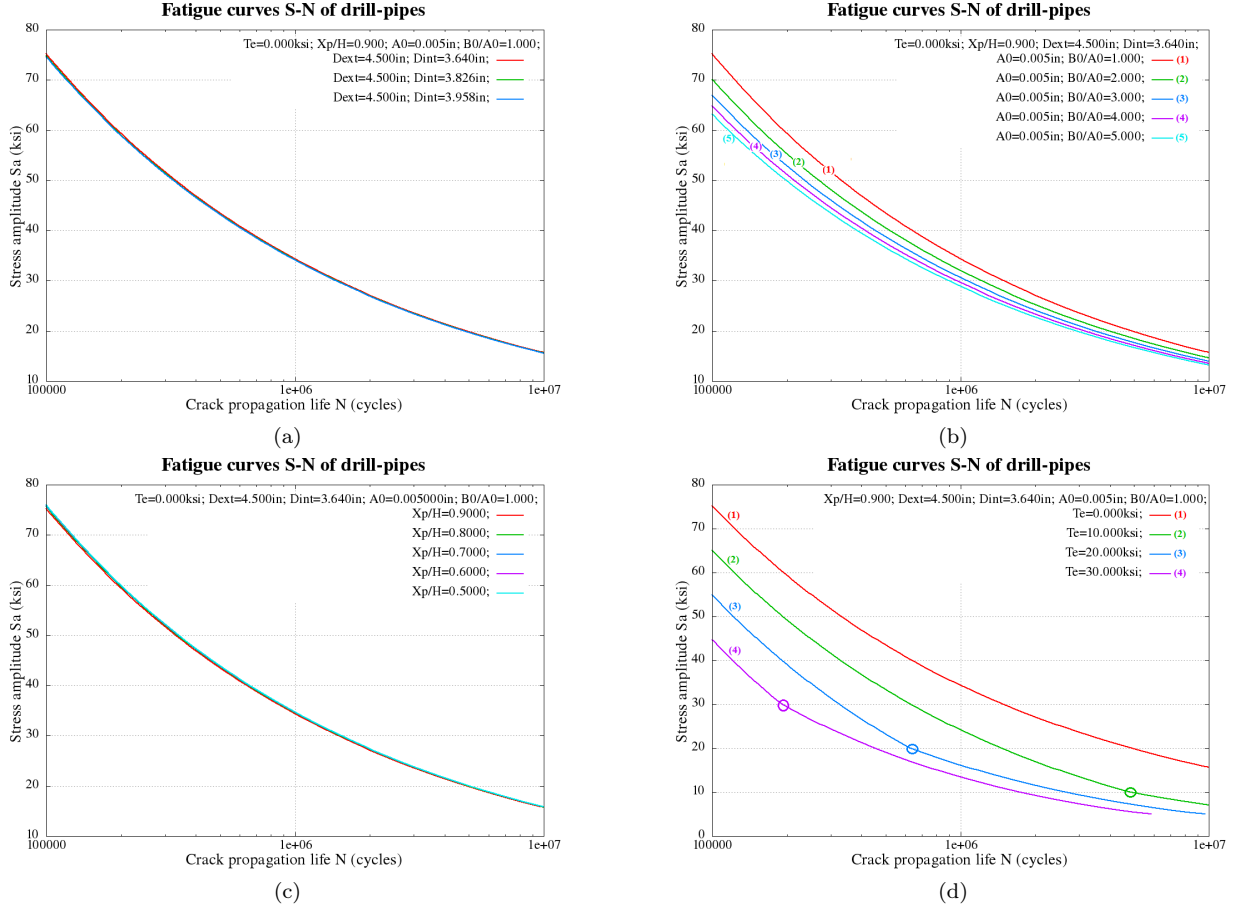 Fatigue curves S-N of drill-pipes
80
70
60
50
40
30
20
10
Stress amplitude Sa (ksi)
Te=0.000ksi; Xp/H=0.900; A0=0.005in; B0/A0=1.000;
Dext=4.500in; Dint=3.640in;
Dext=4.500in; Dint=3.826in;
Dext=4.500in; Dint=3.958in;
100000 1e+06 1e+07
Crack propagation life N (cycles)
(a)
Fatigue curves S-N of drill-pipes
80
70
60
50
40
30
20
10
Stress amplitude Sa (ksi)
Te=0.000ksi; Xp/H=0.900; Dext=4.500in; Dint=3.640in;
A0=0.005in; B0/A0=1.000; (1)
A0=0.005in; B0/A0=2.000; (2)
A0=0.005in; B0/A0=3.000; (3)
A0=0.005in; B0/A0=4.000; (4)
A0=0.005in; B0/A0=5.000; (5)
(5) (4) (3) (2) (1)
100000 1e+06 1e+07
Crack propagation life N (cycles)
(b)
Fatigue curves S-N of drill-pipes
80
70
60
50
40
30
20
10
Stress amplitude Sa (ksi)
Te=0.000ksi; Dext=4.500in; Dint=3.640in; A0=0.005000in; B0/A0=1.000;
Xp/H=0.9000;
Xp/H=0.8000;
Xp/H=0.7000;
Xp/H=0.6000;
Xp/H=0.5000;
100000 1e+06 1e+07
Crack propagation life N (cycles)
(c)
Fatigue curves S-N of drill-pipes
80
70
60
50
40
30
20
10
0
Stress amplitude Sa (ksi)
Xp/H=0.900; Dext=4.500in; Dint=3.640in; A0=0.005in; B0/A0=1.000;
Te=0.000ksi; (1)
Te=10.000ksi; (2)
Te=20.000ksi; (3)
Te=30.000ksi; (4)
(1)
(2)
(3)
(4)
100000 1e+06 1e+07
Crack propagation life N (cycles)
(d)